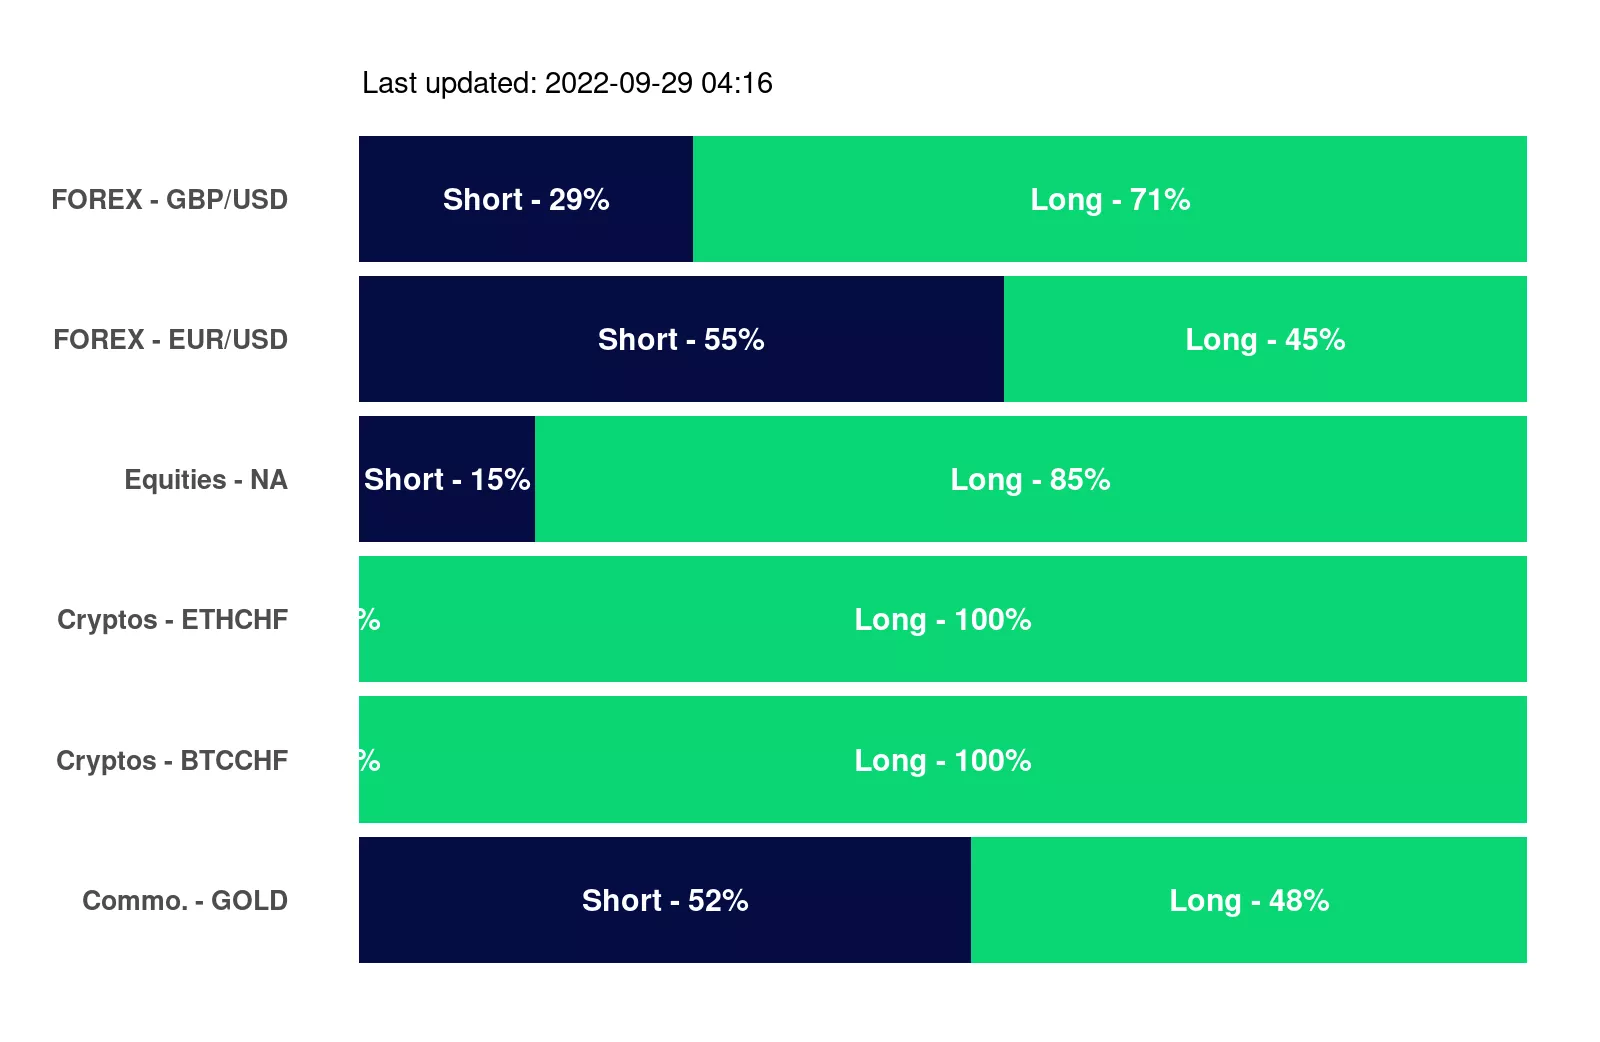 Last updated: 2022-09-29 04:16
FOREX - GBP/USD Short - 29% Long - 71%
FOREX - EUR/USD Short - 55% Long - 45%
Equities - NA Short - 15% Long - 85%
Cryptos - ETHCHF % Long - 100%
Cryptos - BTCCHF % Long - 100%
Commo. - GOLD Short - 52% Long - 48%